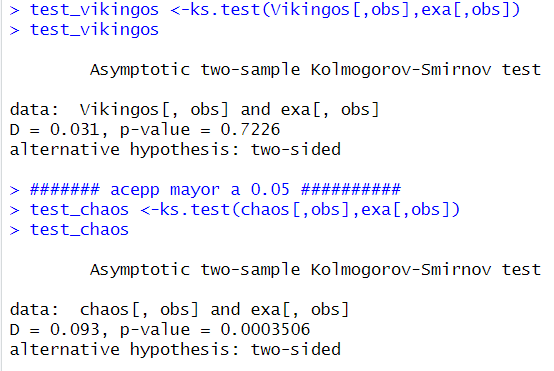 > test_vikingos <-ks.test(Vikingos[,obs],exa[,obs])
> test_vikingos
Asymptotic two-sample Kolmogorov-Smirnov test
data:  Vikingos[, obs] and exa[, obs]
D = 0.031, p-value = 0.7226
alternative hypothesis: two-sided
> ####### acepp mayor a 0.05 ##########
> test_chaos <-ks.test(chaos[,obs],exa[,obs])
> test_chaos
Asymptotic two-sample Kolmogorov-Smirnov test
data:  chaos[, obs] and exa[, obs]
D = 0.093, p-value = 0.0003506
alternative hypothesis: two-sided